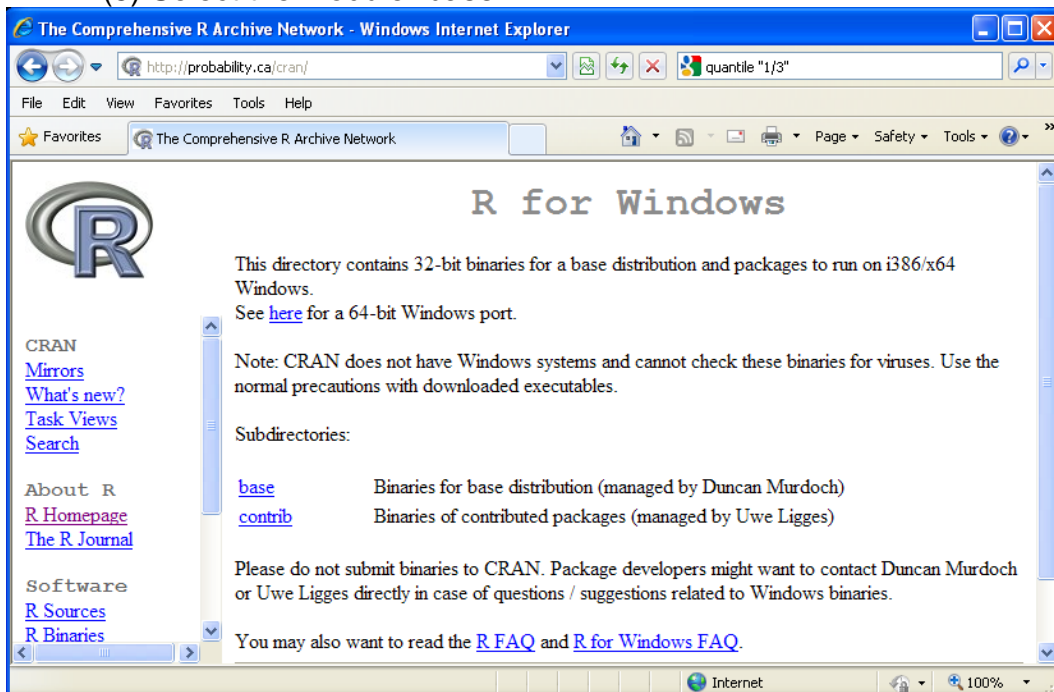 The Comprehensive R Archive Network - Windows Internet Explorer
http://probability.ca/cran/
quantile "1/3"
File Edit View Favorites Tools Help
Favorites
The Comprehensive R Archive Network
Page
Safety
Tools
»
R
CRAN
Mirrors
What's new?
Task Views
Search
About R
R Homepage
The R Journal
Software
R Sources
R Binaries
R for Windows
This directory contains 32-bit binaries for a base distribution and packages to run on i386/x64
Windows.
See here for a 64-bit Windows port.
Note: CRAN does not have Windows systems and cannot check these binaries for viruses. Use the
normal precautions with downloaded executables.
Subdirectories:
base Binaries for base distribution (managed by Duncan Murdoch)
contrib Binaries of contributed packages (managed by Uwe Ligges)
Please do not submit binaries to CRAN. Package developers might want to contact Duncan Murdoch
or Uwe Ligges directly in case of questions / suggestions related to Windows binaries.
You may also want to read the R FAQ and R for Windows FAQ.
Internet
100%